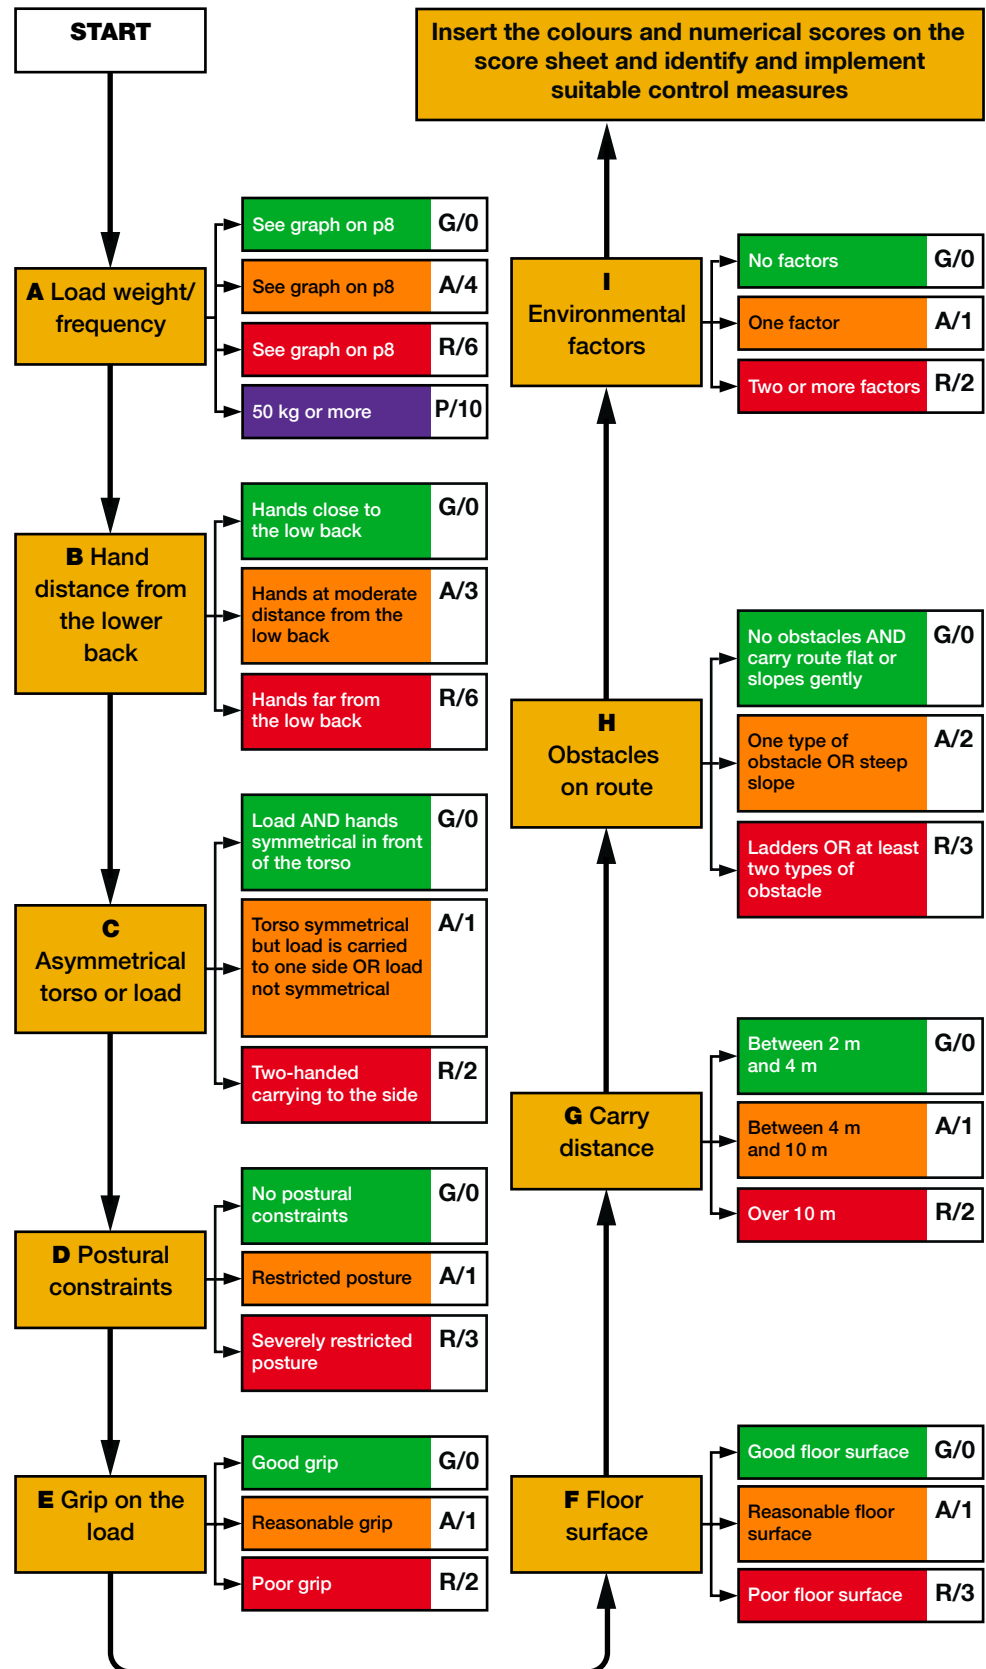 START
A Load weight/
frequency
See graph on p8 G/0
See graph on p8 A/4
See graph on p8 R/6
50 kg or more P/10
B Hand
distance from
the lower
back
Hands close to
the low back
G/0
Hands at moderate
distance from the
low back
A/3
Hands far from
the low back
R/6
C
Asymmetrical
torso or load
Load AND hands
symmetrical in front
of the torso
G/0
Torso symmetrical
but load is carried
to one side OR load
not symmetrical
A/1
Two-handed
carrying to the side
R/2
D Postural
constraints
No postural
constraints
G/0
Restricted posture A/1
Severely restricted
posture
R/3
E Grip on the
load
Good grip G/0
Reasonable grip A/1
Poor grip R/2
F Floor
surface
Good floor surface G/0
Reasonable floor
surface
A/1
Poor floor surface R/3
G Carry
distance
Between 2 m
and 4 m
G/0
Between 4 m
and 10 m
A/1
Over 10 m R/2
H
Obstacles
on route
No obstacles AND
carry route flat or
slopes gently
G/0
One type of
obstacle OR steep
slope
A/2
Ladders OR at least
two types of
obstacle
R/3
I
Environmental
factors
No factors G/0
One factor A/1
Two or more factors R/2
Insert the colours and numerical scores on the
score sheet and identify and implement
suitable control measures